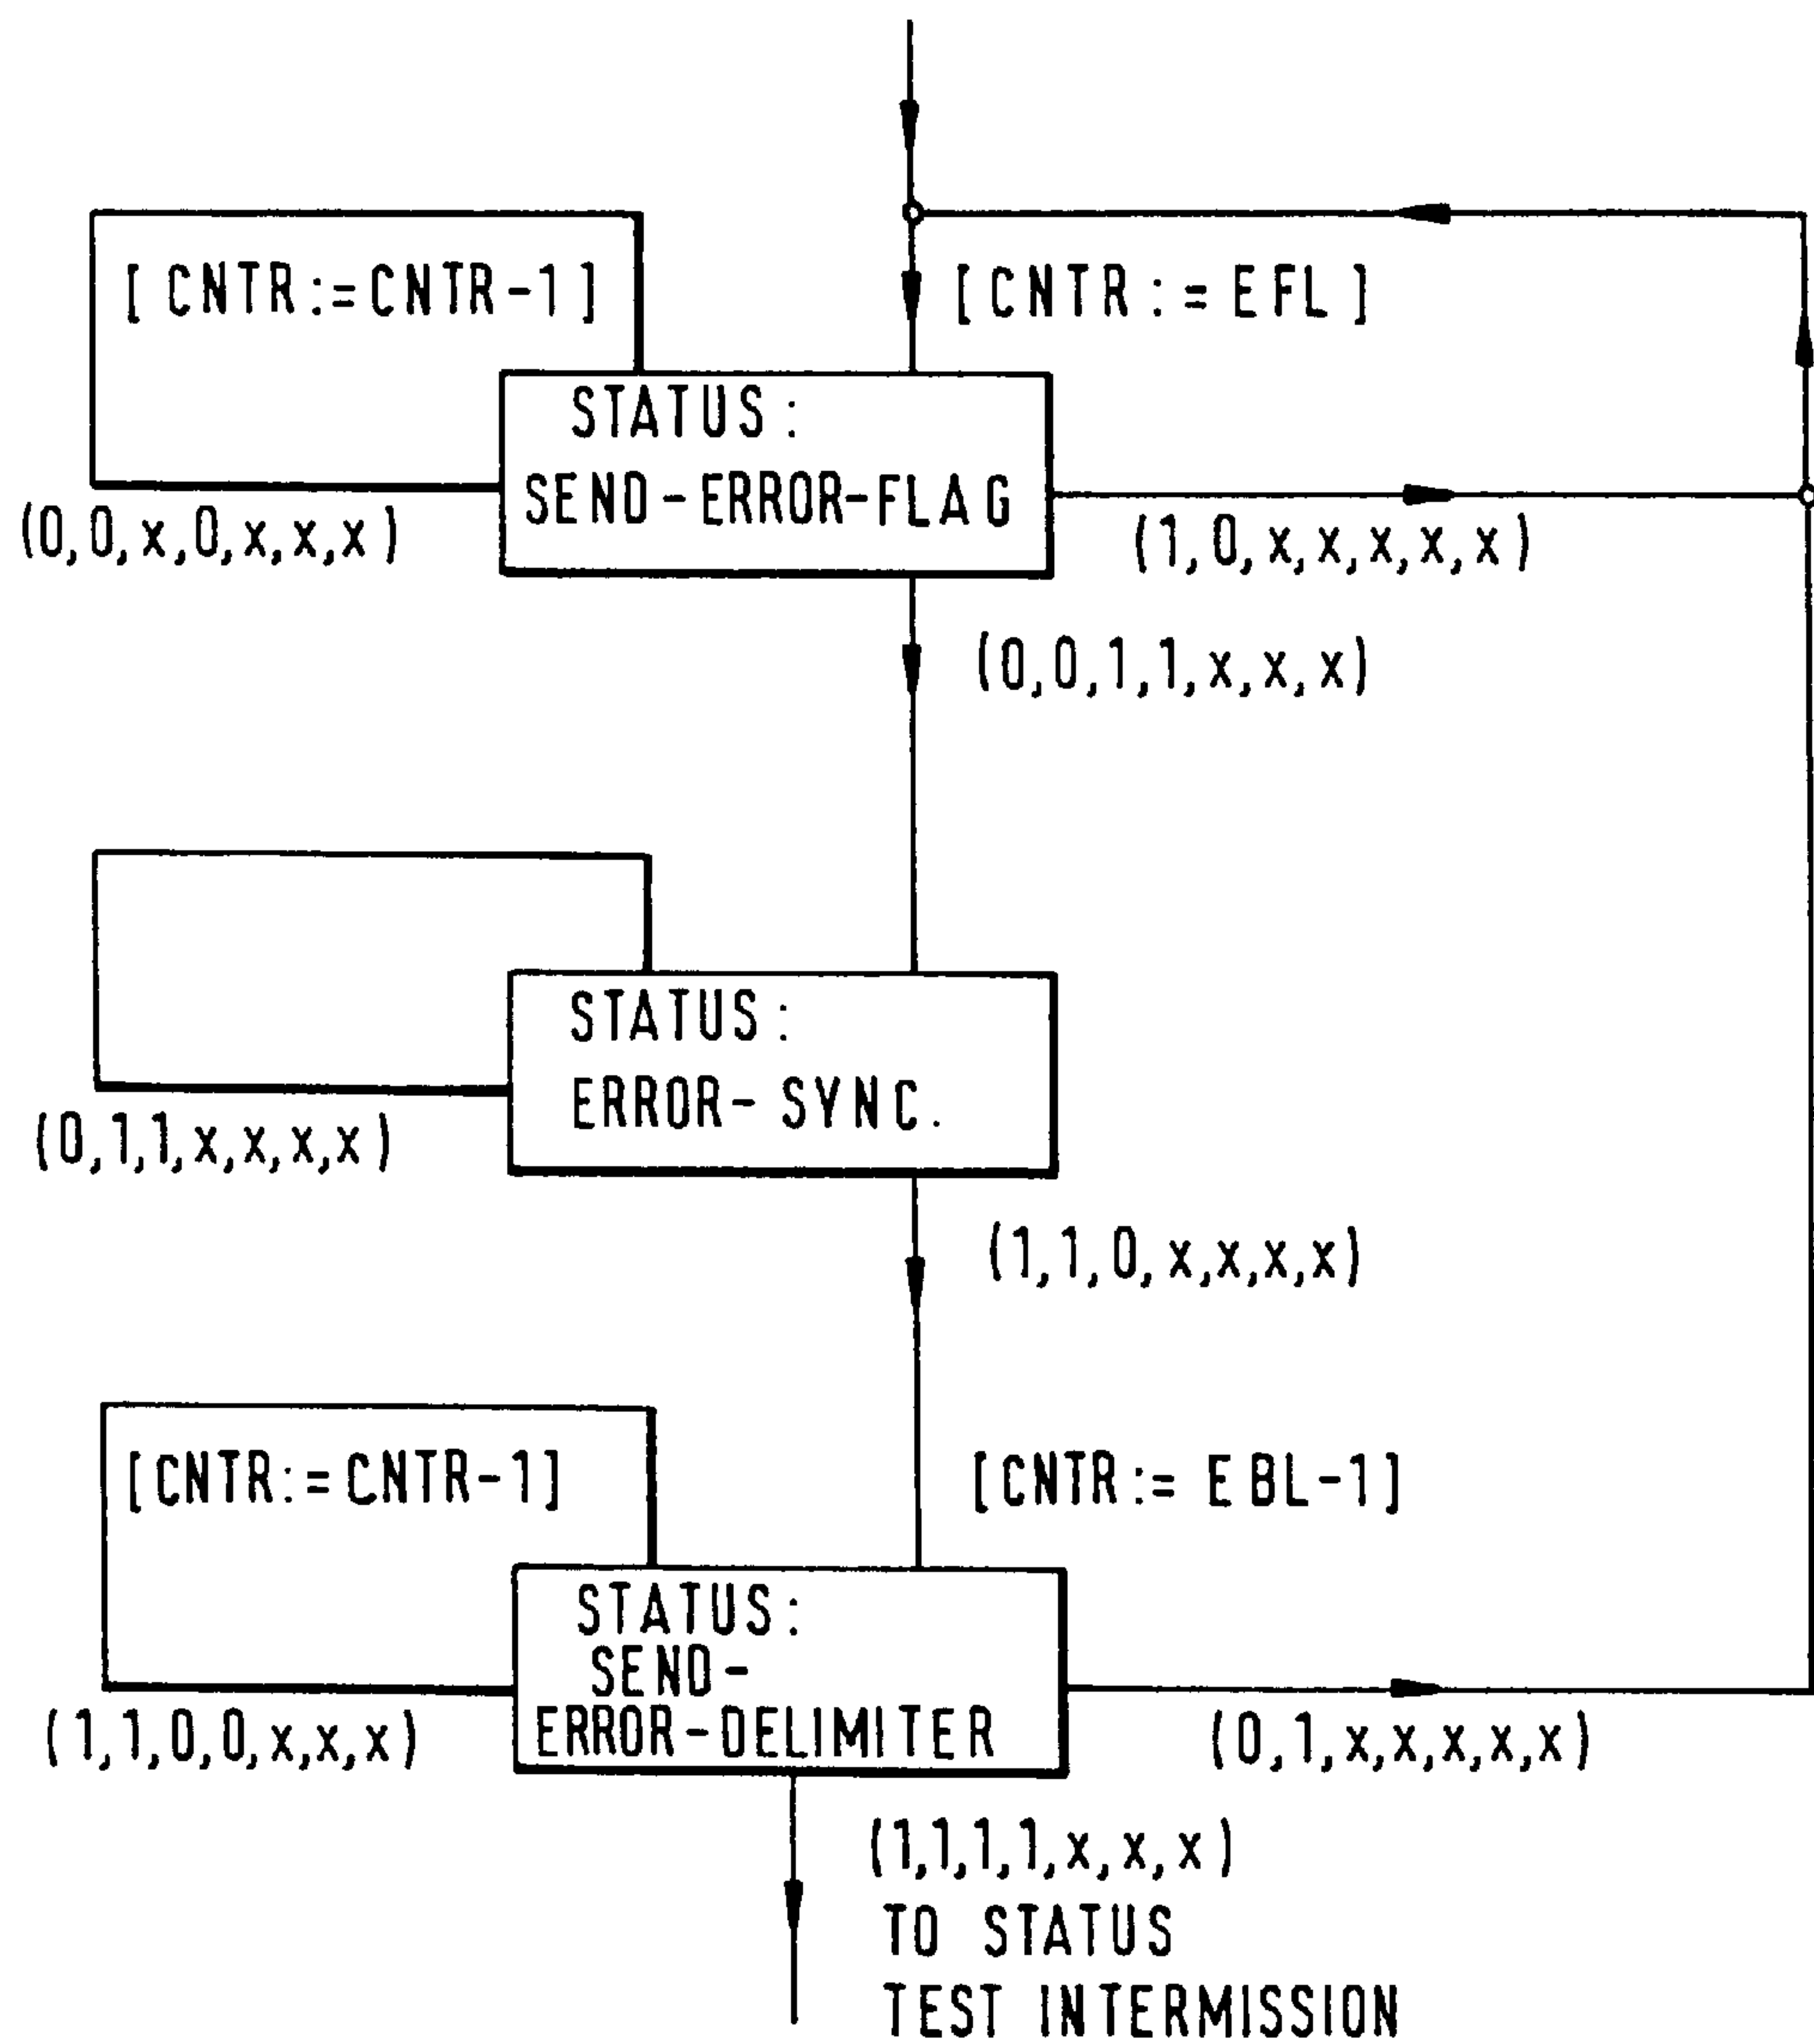 [ CNTR:=CNTR-1 ]
[ CNTR := EFL ]
STATUS:
SEND-ERROR-FLAG
(0,0,x,0,x,x,x)
(1,0,x,x,x,x,x)
(0,0,1,1,x,x,x)
STATUS:
ERROR-SYNC.
(0,1,1,x,x,x,x)
(1,1,0,x,x,x,x)
[CNTR:=CNTR-1]
[CNTR:= EBL-1]
STATUS:
SEND-
ERROR-DELIMITER
(1,1,0,0,x,x,x)
(0,1,x,x,x,x,x)
(1,1,1,1,x,x,x)
TO STATUS
TEST INTERMISSION